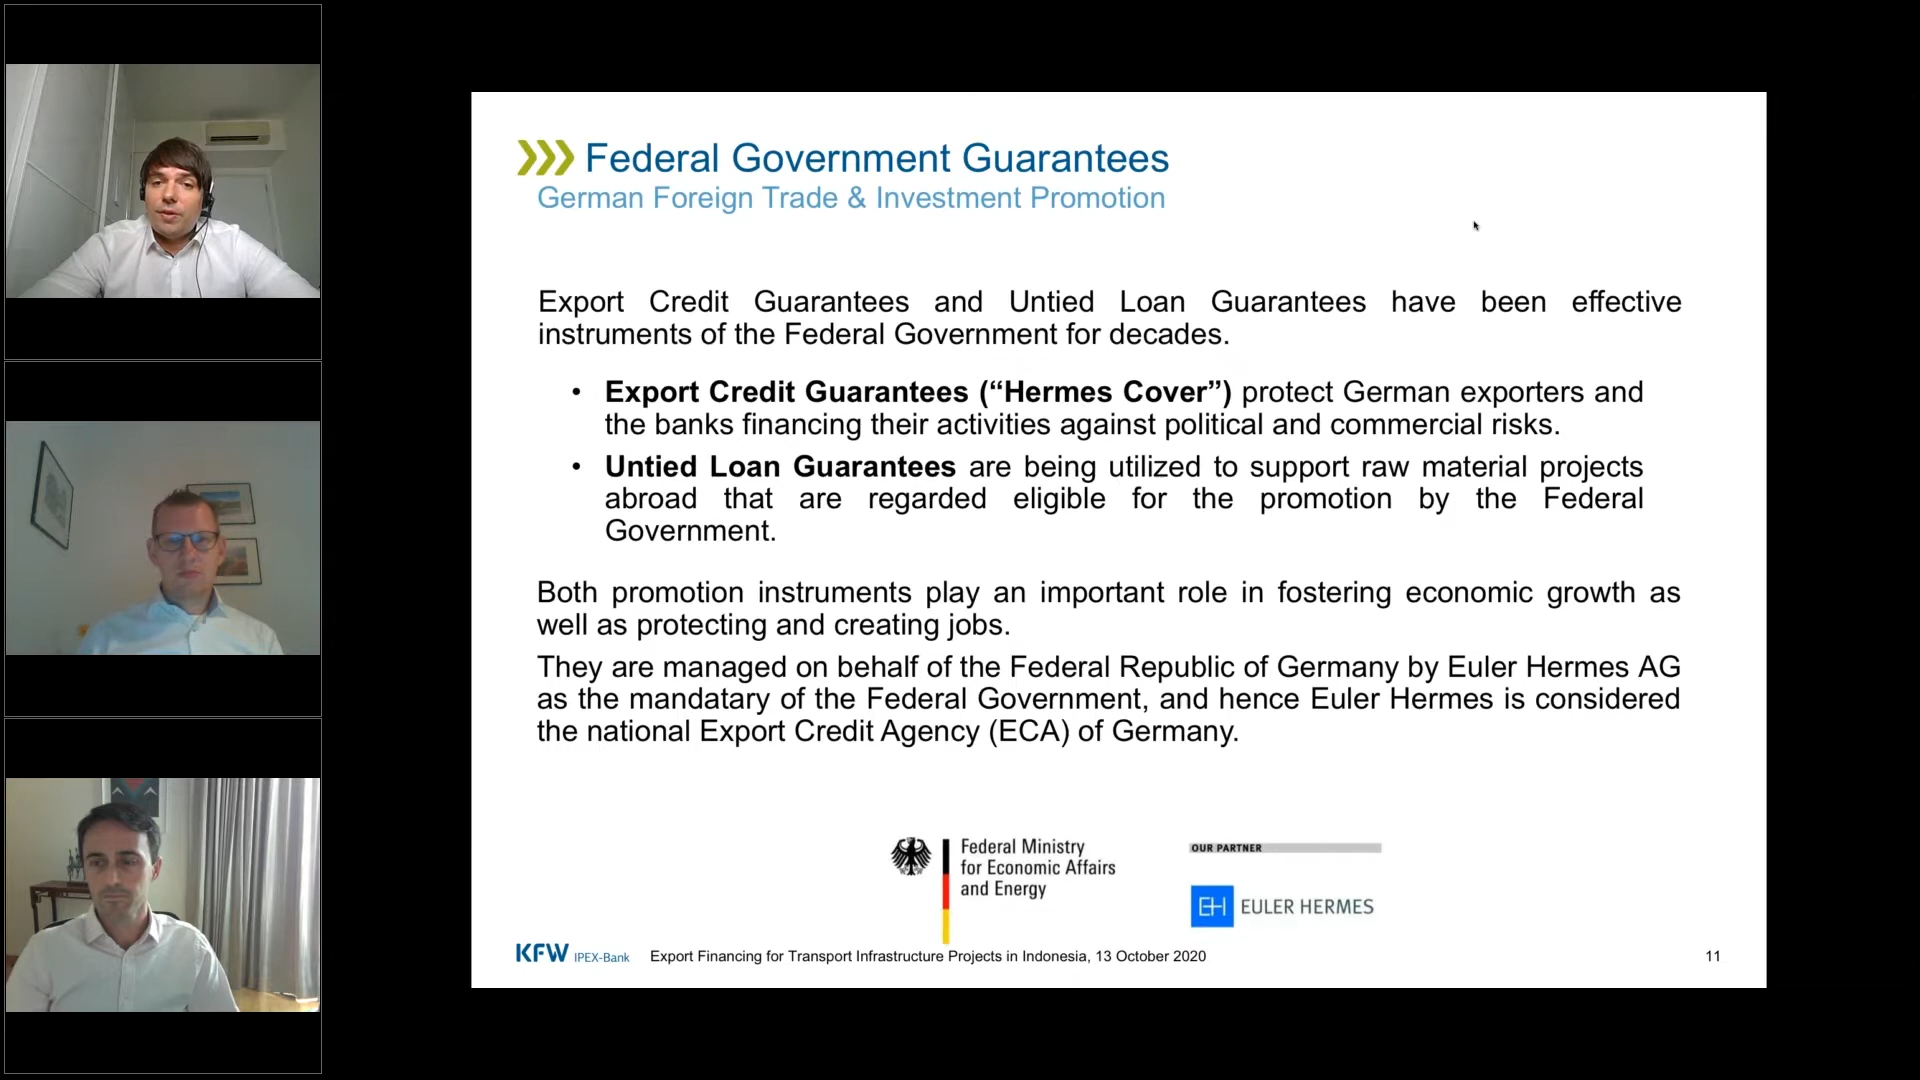 Federal Government Guarantees
German Foreign Trade & Investment Promotion
Export Credit Guarantees and Untied Loan Guarantees have been effective
instruments of the Federal Government for decades.
• Export Credit Guarantees (“Hermes Cover”) protect German exporters and
the banks financing their activities against political and commercial risks.
• Untied Loan Guarantees are being utilized to support raw material projects
abroad that are regarded eligible for the promotion by the Federal
Government.
Both promotion instruments play an important role in fostering economic growth as
well as protecting and creating jobs.
They are managed on behalf of the Federal Republic of Germany by Euler Hermes AG
as the mandatary of the Federal Government, and hence Euler Hermes is considered
the national Export Credit Agency (ECA) of Germany.
Federal Ministry
for Economic Affairs
and Energy
OUR PARTNER
EH EULER HERMES
KFW IPEX-Bank Export Financing for Transport Infrastructure Projects in Indonesia, 13 October 2020 11